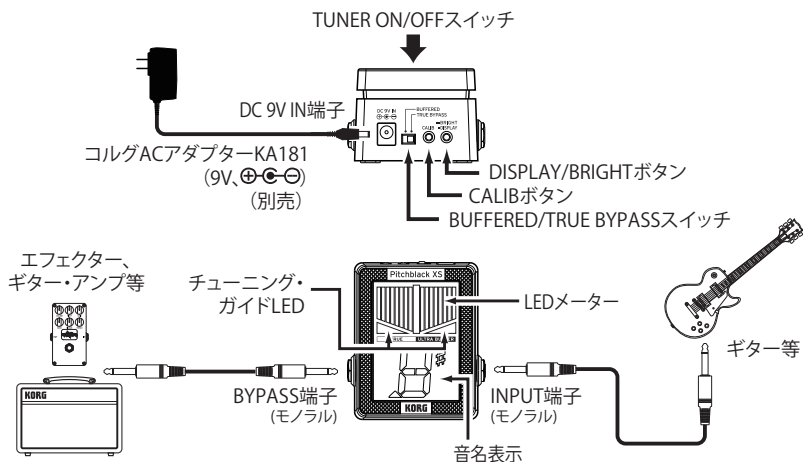 TUNER ON/OFFスイッチ
DC 9V IN端子
DC 9V IN
BUFFERED
TRUE BYPASS
CALIB
BRIGHT
DISPLAY
コルグACアダプターKA181
(9V、⊕-●-⊖)
(別売)
DISPLAY/BRIGHTボタン
CALIBボタン
BUFFERED/TRUE BYPASSスイッチ
エフェクター、
ギター・アンプ等
チューニング・
ガイドLED
Pitchblack XS
LEDメーター
ギター等
BYPASS端子
(モノラル)
INPUT端子
(モノラル)
KORG
KORG
音名表示